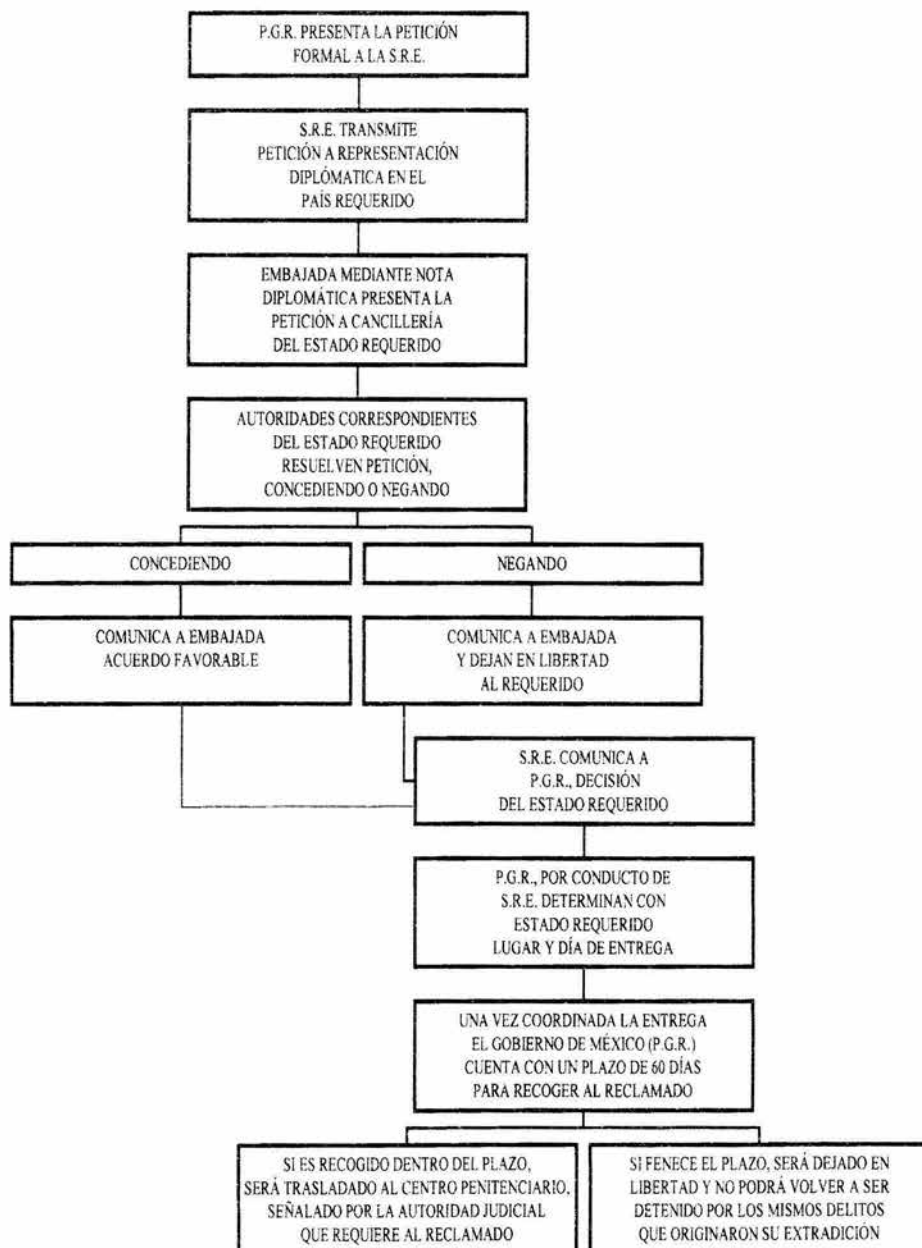 P.G.R. PRESENTA LA PETICIÓN
FORMAL A LA S.R.E.
S.R.E. TRANSMITE
PETICIÓN A REPRESENTACIÓN
DIPLÓMATICA EN EL
PAÍS REQUERIDO
EMBAJADA MEDIANTE NOTA
DIPLOMÁTICA PRESENTA LA
PETICIÓN A CANCILLERÍA
DEL ESTADO REQUERIDO
AUTORIDADES CORRESPONDIENTES
DEL ESTADO REQUERIDO
RESUELVEN PETICIÓN,
CONCEDIENDO O NEGANDO
CONCEDIENDO
NEGANDO
COMUNICA A EMBAJADA
ACUERDO FAVORABLE
COMUNICA A EMBAJADA
Y DEJAN EN LIBERTAD
AL REQUERIDO
S.R.E. COMUNICA A
P.G.R., DECISIÓN
DEL ESTADO REQUERIDO
P.G.R., POR CONDUCTO DE
S.R.E. DETERMINAN CON
ESTADO REQUERIDO
LUGAR Y DÍA DE ENTREGA
UNA VEZ COORDINADA LA ENTREGA
EL GOBIERNO DE MÉXICO (P.G.R.)
CUENTA CON UN PLAZO DE 60 DÍAS
PARA RECOGER AL RECLAMADO
SI ES RECOGIDO DENTRO DEL PLAZO,
SERÁ TRASLADADO AL CENTRO PENITENCIARIO,
SEÑALADO POR LA AUTORIDAD JUDICIAL
QUE REQUIERE AL RECLAMADO
SI FENECE EL PLAZO, SERÁ DEJADO EN
LIBERTAD Y NO PODRÁ VOLVER A SER
DETENIDO POR LOS MISMOS DELITOS
QUE ORIGINARON SU EXTRADICIÓN